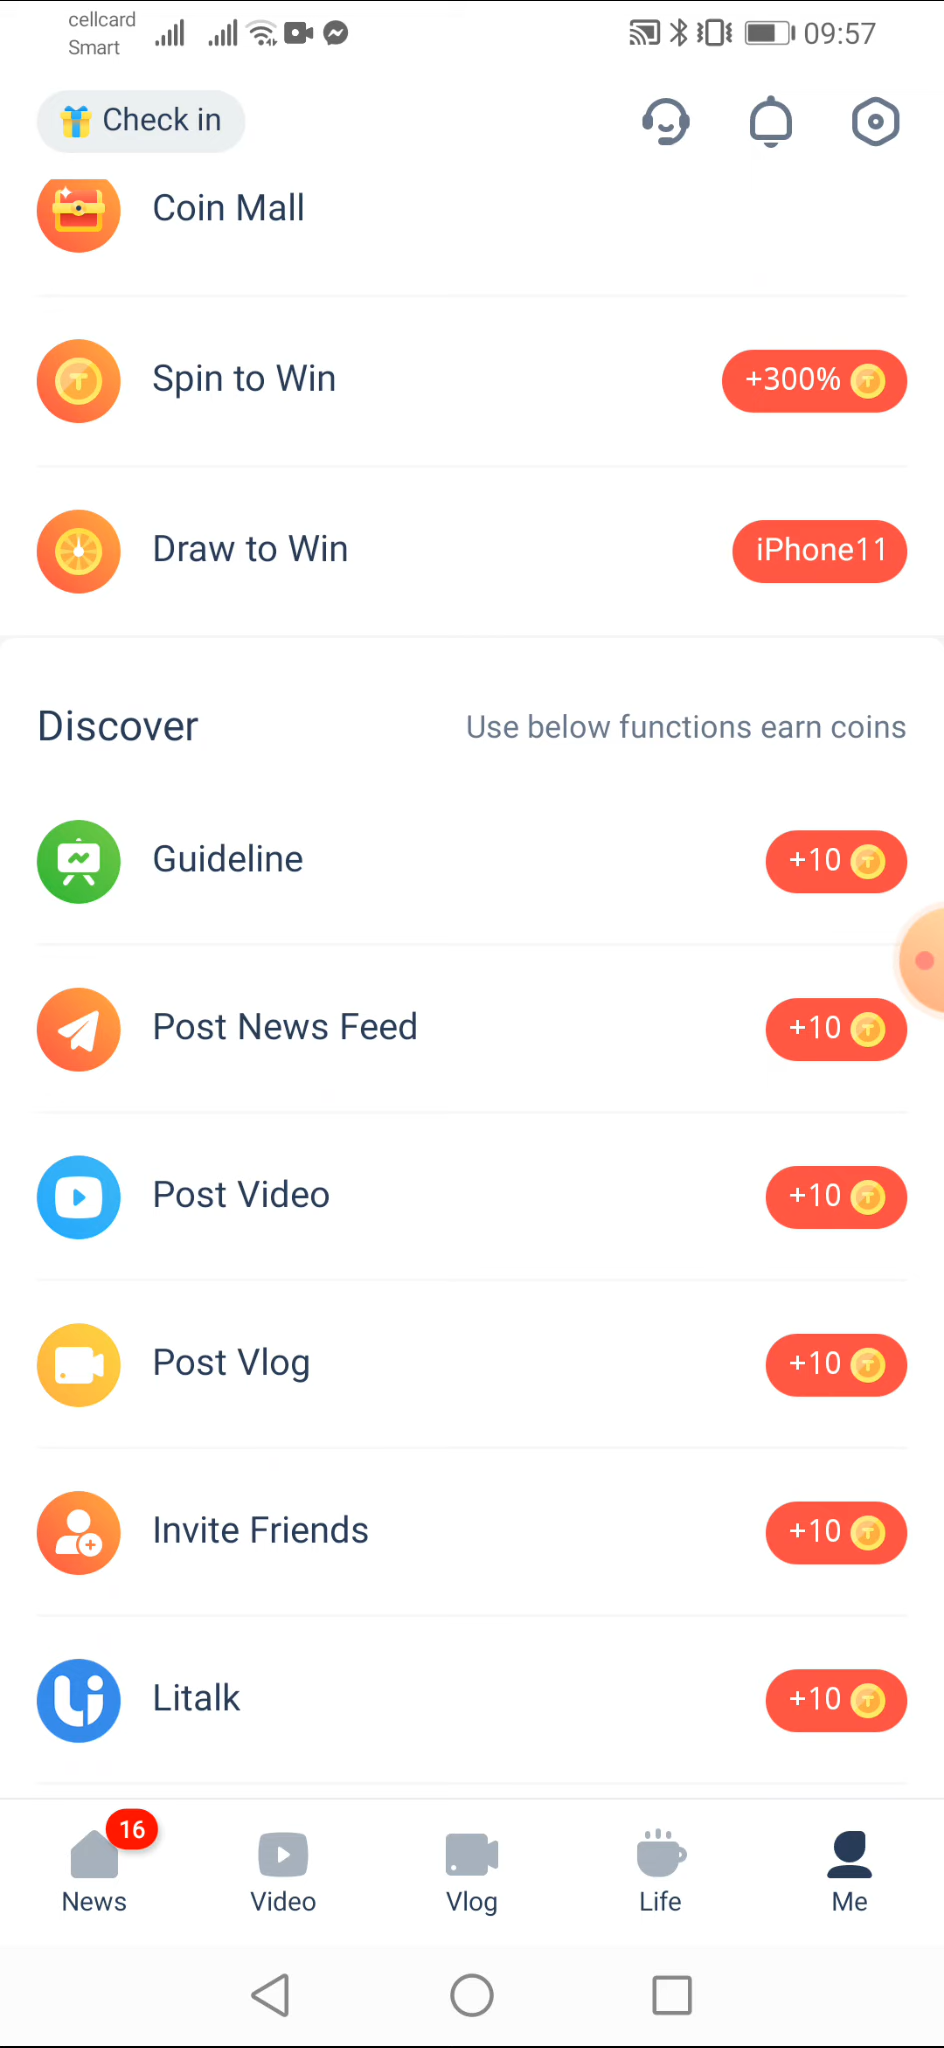 cellcard
Smart
09:57
Check in
Coin Mall
Spin to Win
+300%
Draw to Win
iPhone11
Discover
Use below functions earn coins
Guideline
+10
Post News Feed
+10
Post Video
+10
Post Vlog
+10
Invite Friends
+10
Litalk
+10
16
News
Video
Vlog
Life
Me